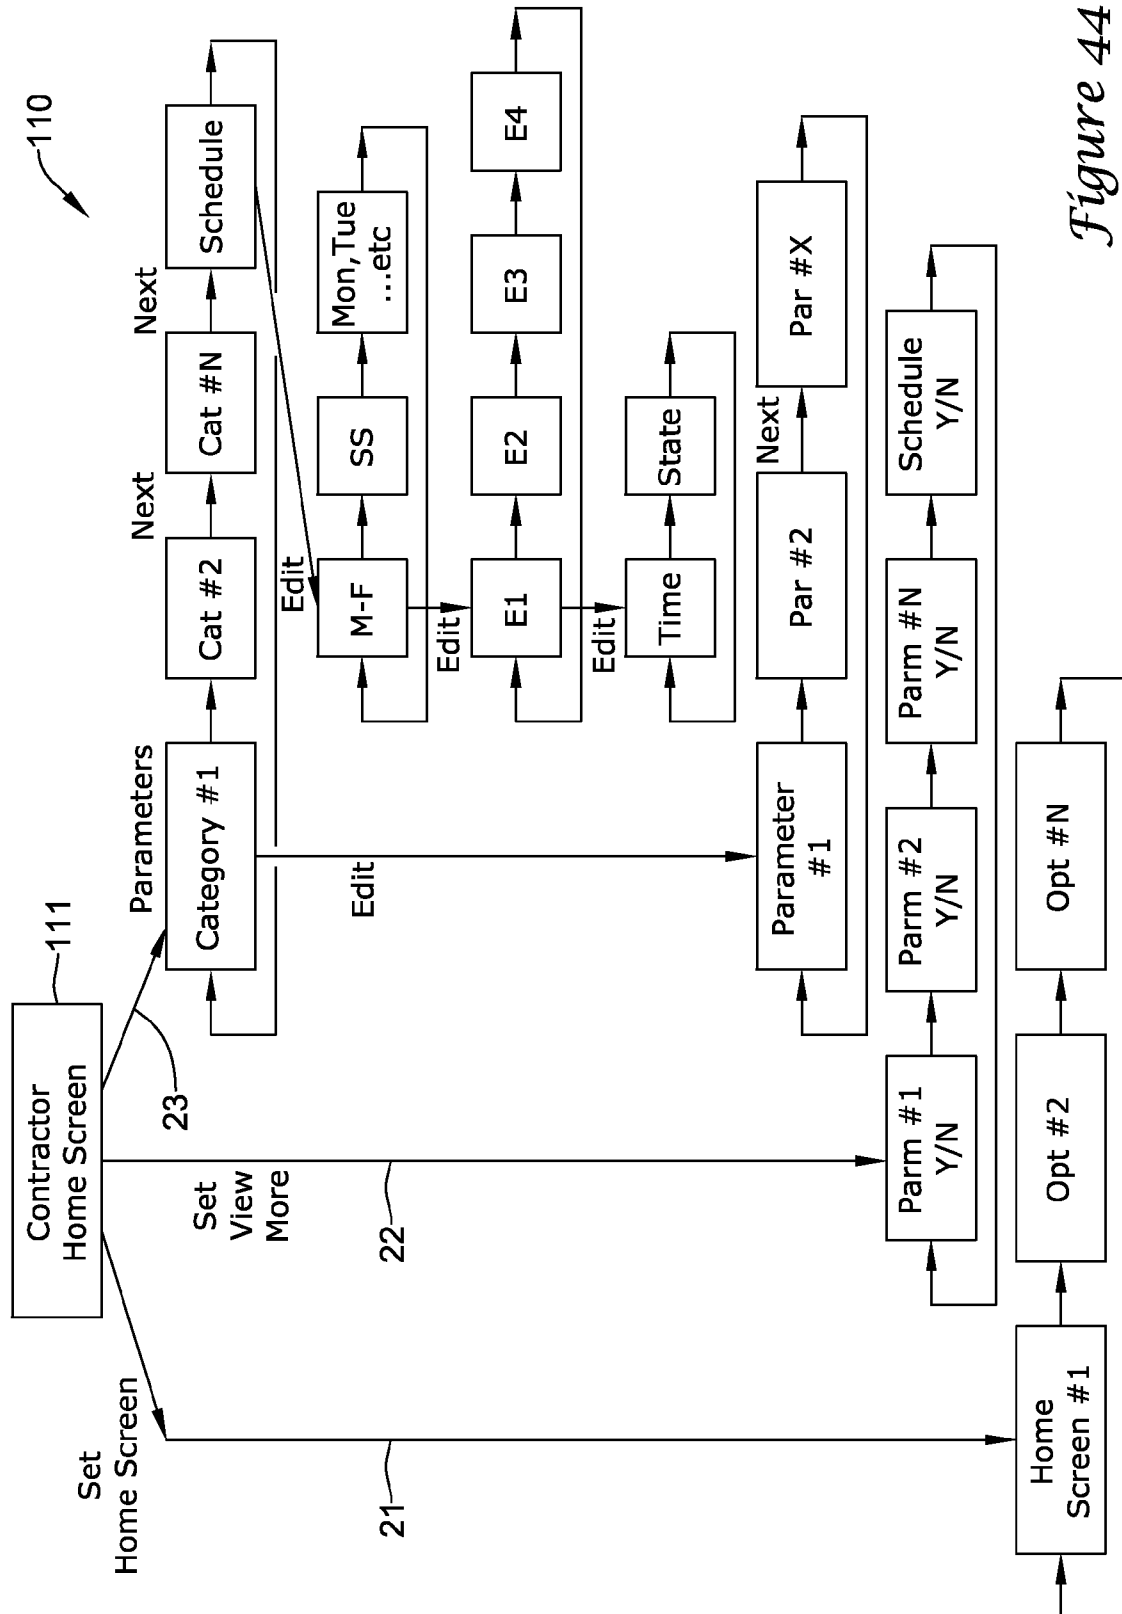 110
Contractor
Home Screen
111
Set
Home Screen
21
Set
View
More
22
23
Parameters
Category #1
Cat #2
Next
Cat #N
Next
Schedule
Edit
M-F
SS
Mon,Tue
...etc
Edit
E1
E2
E3
E4
Edit
Time
State
Edit
Parameter
#1
Par #2
Next
Par #X
Parm #1
Y/N
Parm #2
Y/N
Parm #N
Y/N
Schedule
Y/N
Home
Screen #1
Opt #2
Opt #N
Figure 44